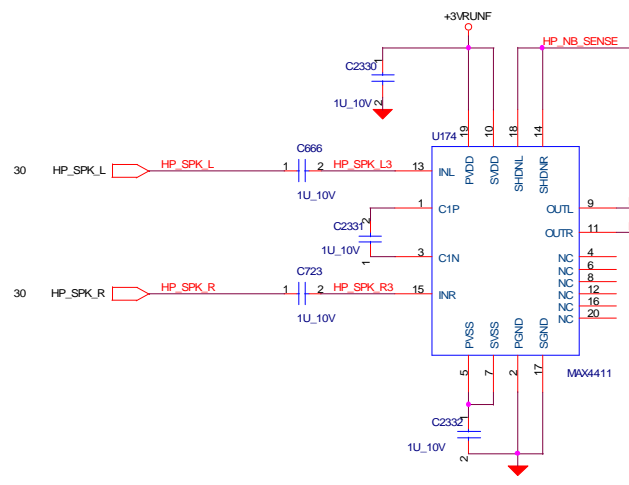 +3VRUNF
HP_NB_SENSE
C2330
1
2
1U_10V
U174
19
10
18
14
PVDD
SVDD
SHDNL
SHDNR
30 HP_SPK_L HP_SPK_L 1 C666 2 HP_SPK_L3 13 INL
1U_10V
1 C1P
2
C2331
1U_10V
1
3 C1N
OUTL 9
OUTR 11
NC 4
NC 6
NC 8
NC 12
NC 16
NC 20
30 HP_SPK_R HP_SPK_R 1 C723 2 HP_SPK_R3 15 INR
1U_10V
PVSS
SVSS
PGND
SGND
5
7
2
17
MAX4411
1
C2332
1U_10V
2